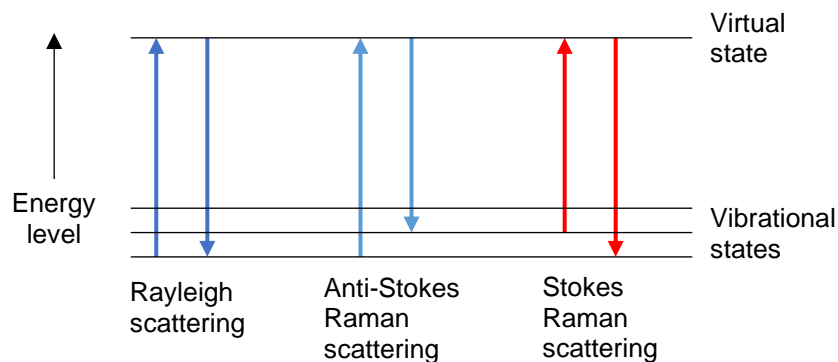 Virtual
state
Energy
level
Vibrational
states
Rayleigh
scattering
Anti-Stokes
Raman
scattering
Stokes
Raman
scattering